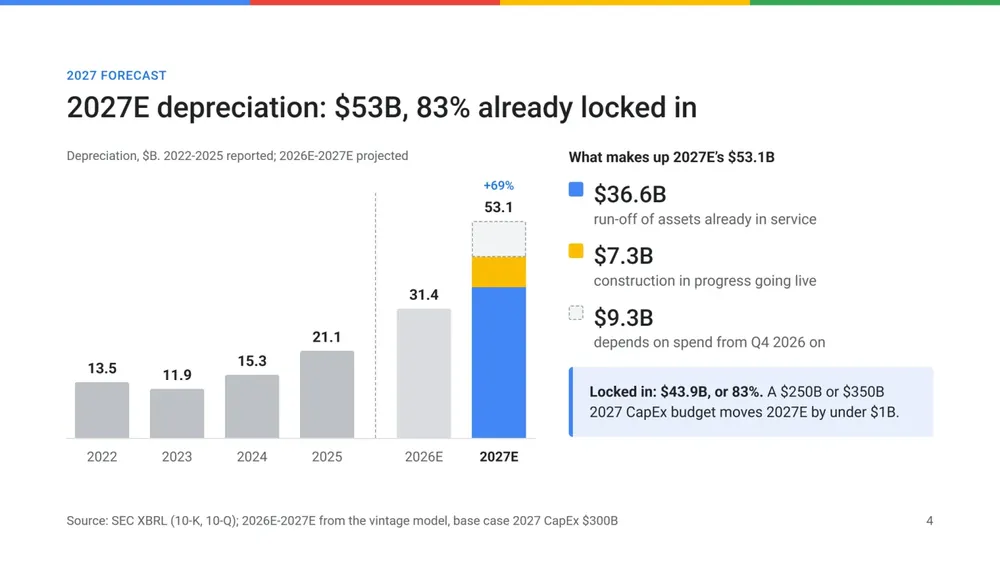 2027 FORECAST
2027E depreciation: $53B, 83% already locked in
Depreciation, $B. 2022-2025 reported; 2026E-2027E projected
+69%
53.1
31.4
21.1
15.3
13.5
11.9
2022
2023
2024
2025
2026E
2027E
What makes up 2027E’s $53.1B
$36.6B
run-off of assets already in service
$7.3B
construction in progress going live
$9.3B
depends on spend from Q4 2026 on
Locked in: $43.9B, or 83%. A $250B or $350B
2027 CapEx budget moves 2027E by under $1B.
Source: SEC XBRL (10-K, 10-Q); 2026E-2027E from the vintage model, base case 2027 CapEx $300B
4